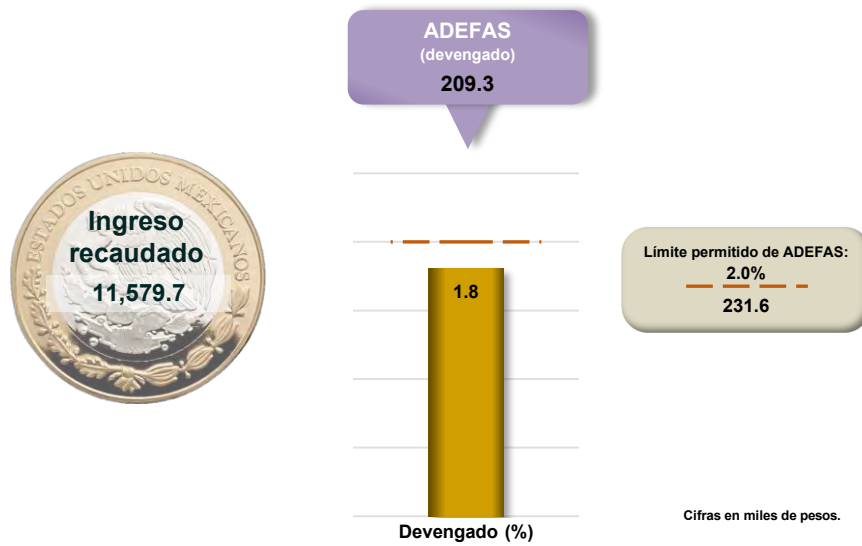 ADEFAS
(devengado)
209.3
ESTADOS UNIDOS MEXICANOS
Ingreso
recaudado
11,579.7
1.8
Devengado (%)
Límite permitido de ADEFAS:
2.0%
231.6
Cifras en miles de pesos.